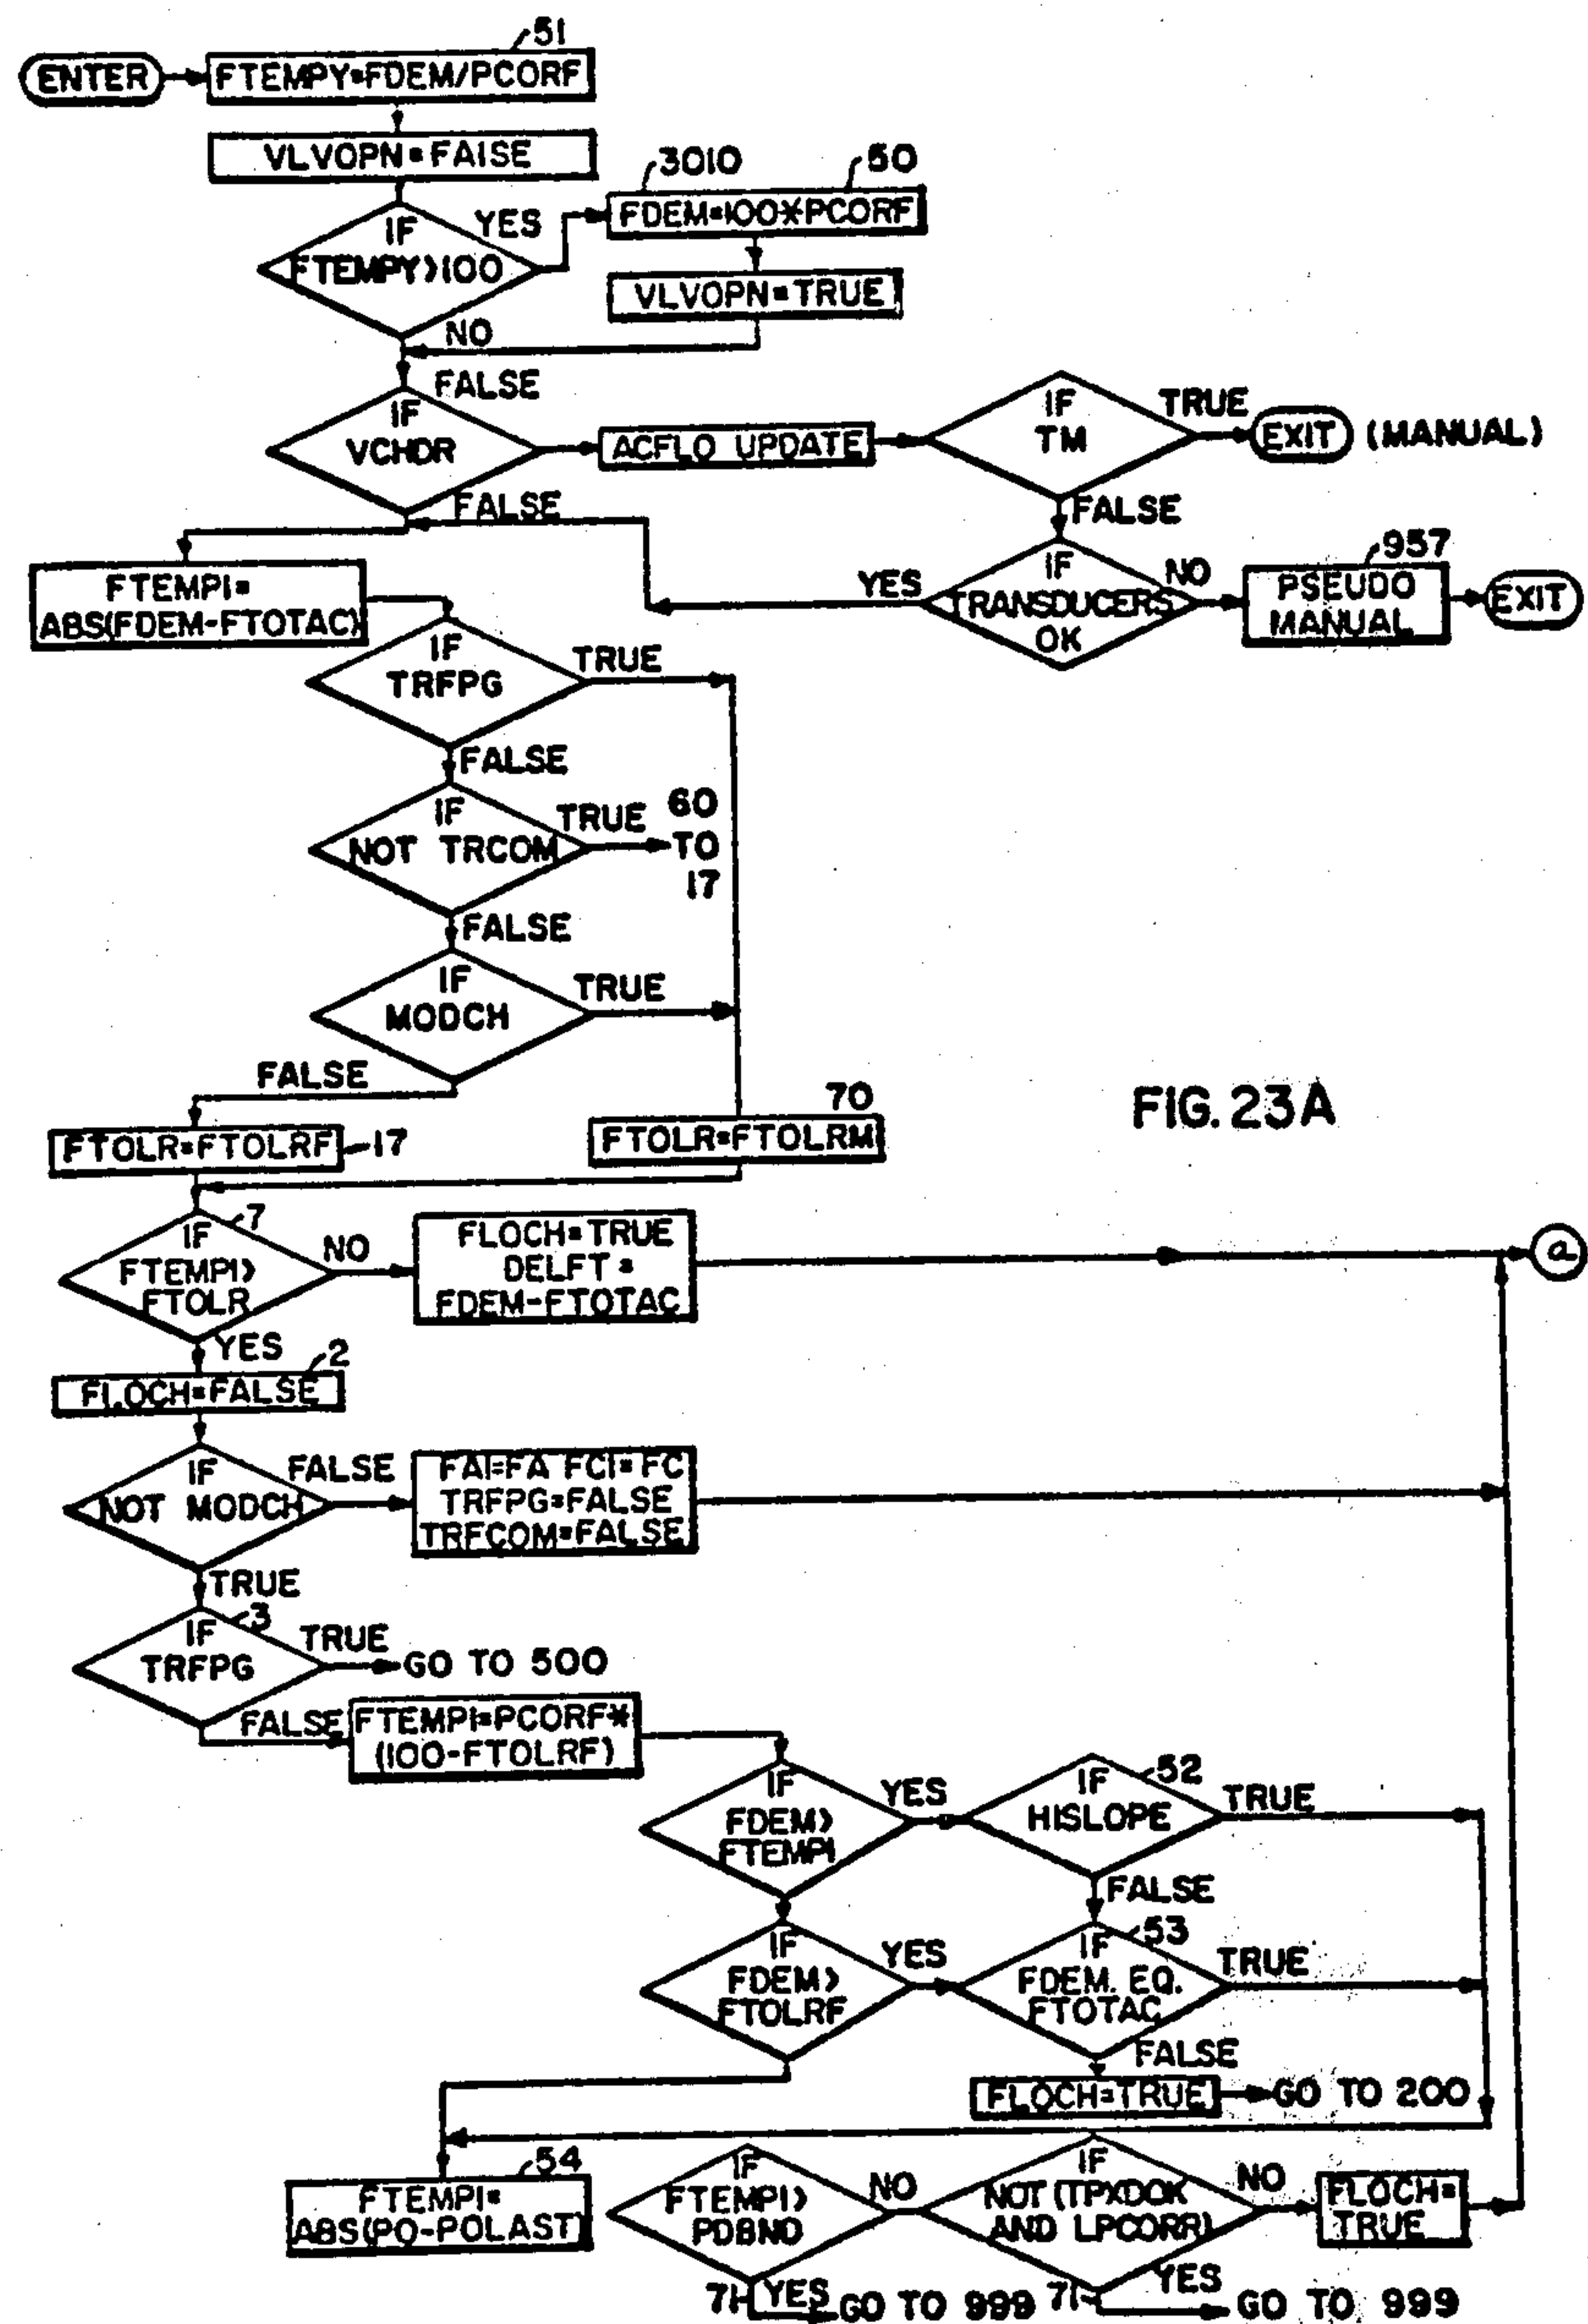 51
ENTER
FTEMPY=FDEM/PCORF
VLVOPN=FAISE
3010
50
IF
FTEMPY>100
YES
FDEM=100*PCORF
VLVOPN=TRUE
NO
FALSE
IF
VCHDR
ACFLO UPDATE
IF
TM
TRUE
EXIT
(MANUAL)
FALSE
FALSE
957
FTEMPI=
ABS(FDEM-FTOTAC)
YES
IF
TRANSDUCERS
OK
NO
PSEUDO
MANUAL
EXIT
IF
TRFPG
TRUE
FALSE
IF
NOT TRCOM
TRUE
60
TO
17
FALSE
IF
MODCH
TRUE
FALSE
FIG. 23A
70
FTOLR=FTOLRF
17
FTOLR=FTOLRM
7
IF
FTEMPI>
FTOLR
NO
FLOCH=TRUE
DELFT=
FDEM-FTOTAC
a
YES
2
FLOCH=FALSE
IF
NOT MODCH
FALSE
FAI=FA FCI=FC
TRFPG=FALSE
TRFCOM=FALSE
TRUE
3
IF
TRFPG
TRUE
GO TO 500
FALSE
FTEMPI=PCORF*
(100-FTOLRF)
IF
FDEM>
FTEMPI
YES
52
IF
HISLOPE
TRUE
FALSE
IF
FDEM>
FTOLRF
YES
53
IF
FDEM. EQ.
FTOTAC
TRUE
FALSE
FLOCH=TRUE
GO TO 200
54
FTEMPI=
ABS(PO-POLAST)
IF
FTEMPI>
PDBND
NO
IF
NOT (TPXDOK
AND LPCORR)
NO
FLOCH=
TRUE
71
YES
GO TO 999
71
YES
GO TO 999